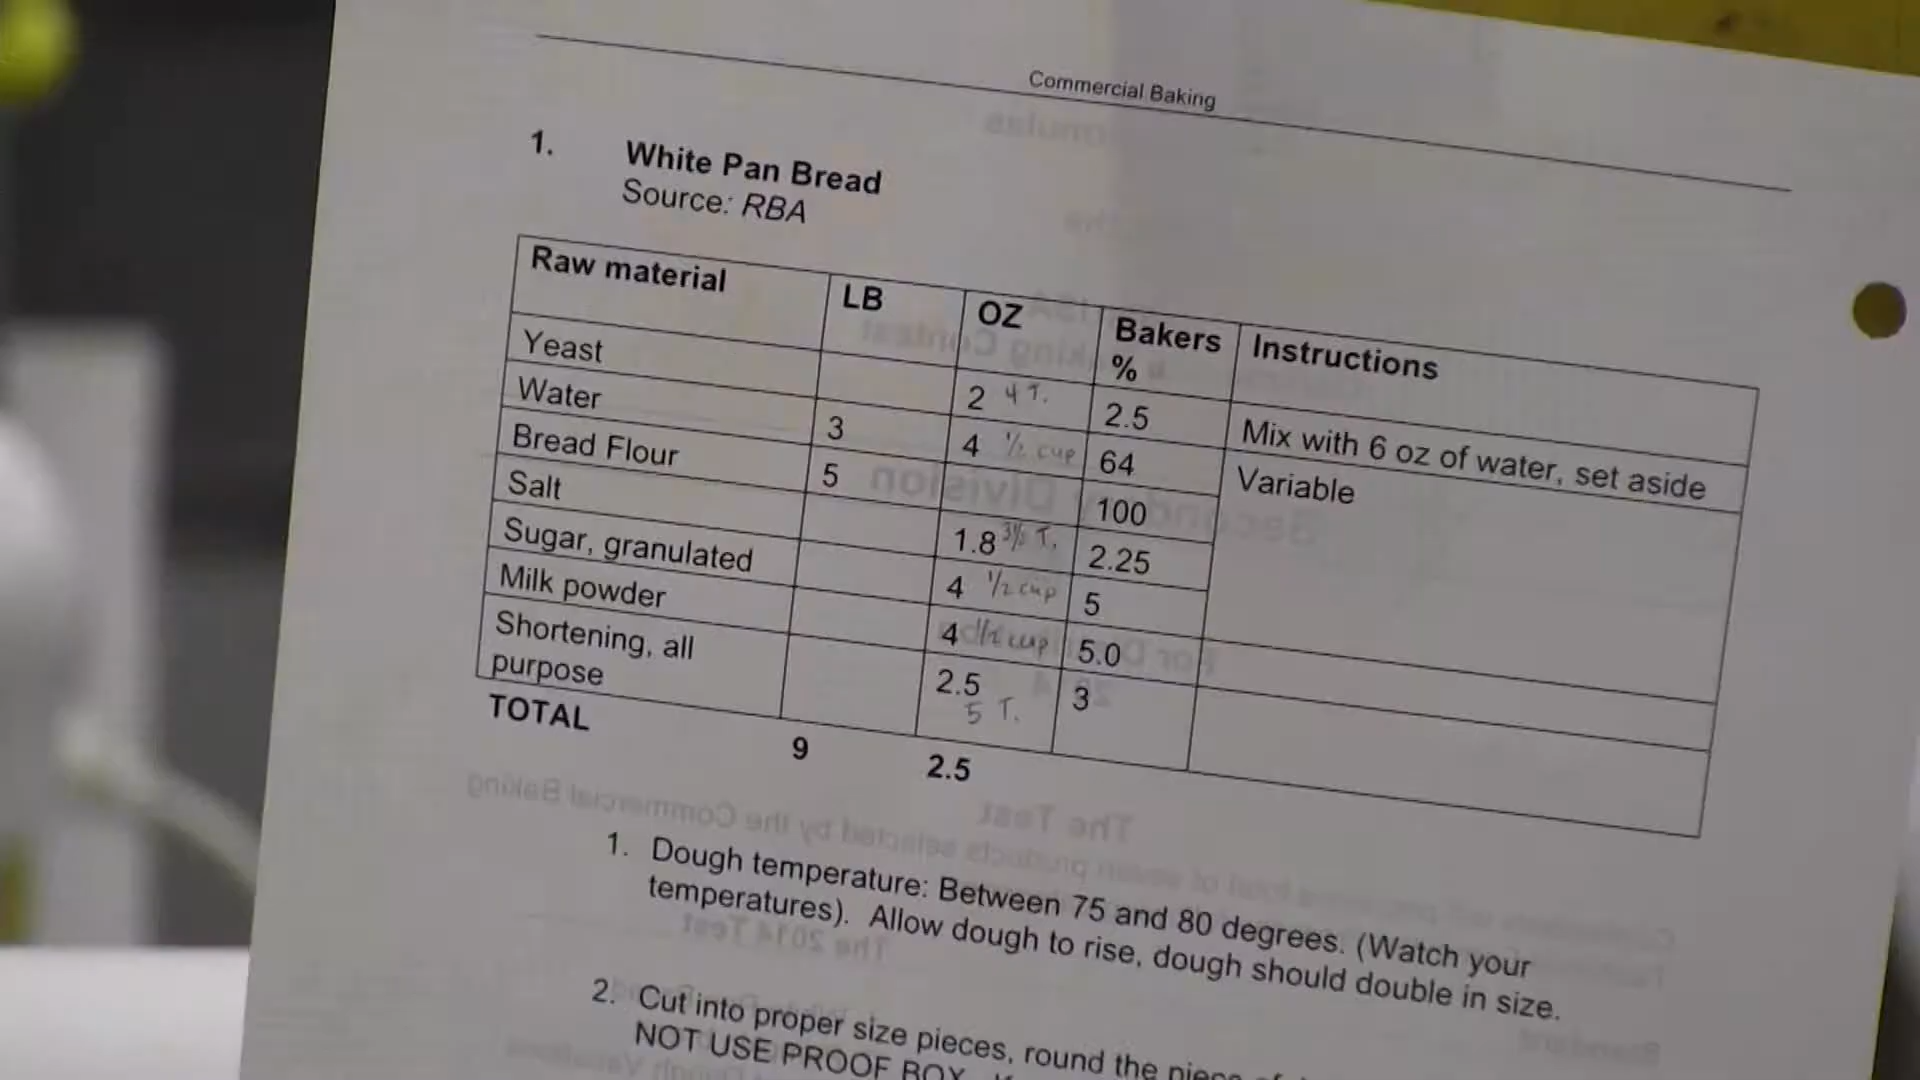 Commercial Baking
1. White Pan Bread
Source: RBA
Raw material LB OZ Bakers % Instructions
Yeast 2 4 T. 2.5 Mix with 6 oz of water, set aside
Water 3 4 1/2 cup 64 Variable
Bread Flour 5 100
Salt 1.8 T. 2.25
Sugar, granulated 4 1/2 cup 5
Milk powder 4 cup 5.0
Shortening, all 2.5 3
purpose 5 T.
TOTAL 9 2.5
1. Dough temperature: Between 75 and 80 degrees. (Watch your
temperatures). Allow dough to rise, dough should double in size.
2. Cut into proper size pieces, round the piece
NOT USE PROOF BOX.